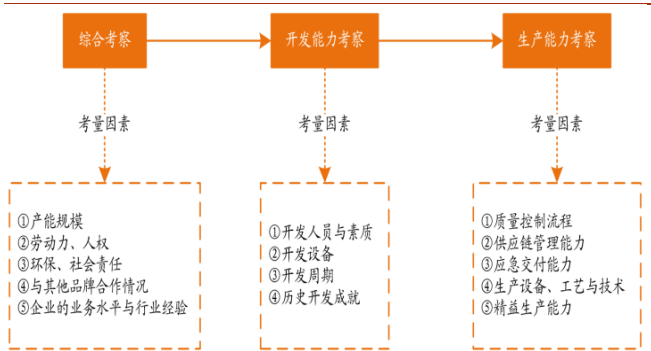 综合考察
开发能力考察
生产能力考察
考量因素
考量因素
考量因素
①产能规模
②劳动力、人权
③环保、社会责任
④与其他品牌合作情况
⑤企业的业务水平与行业经验
①开发人员与素质
②开发设备
③开发周期
④历史开发成就
①质量控制流程
②供应链管理能力
③应急交付能力
④生产设备、工艺与技术
⑤精益生产能力